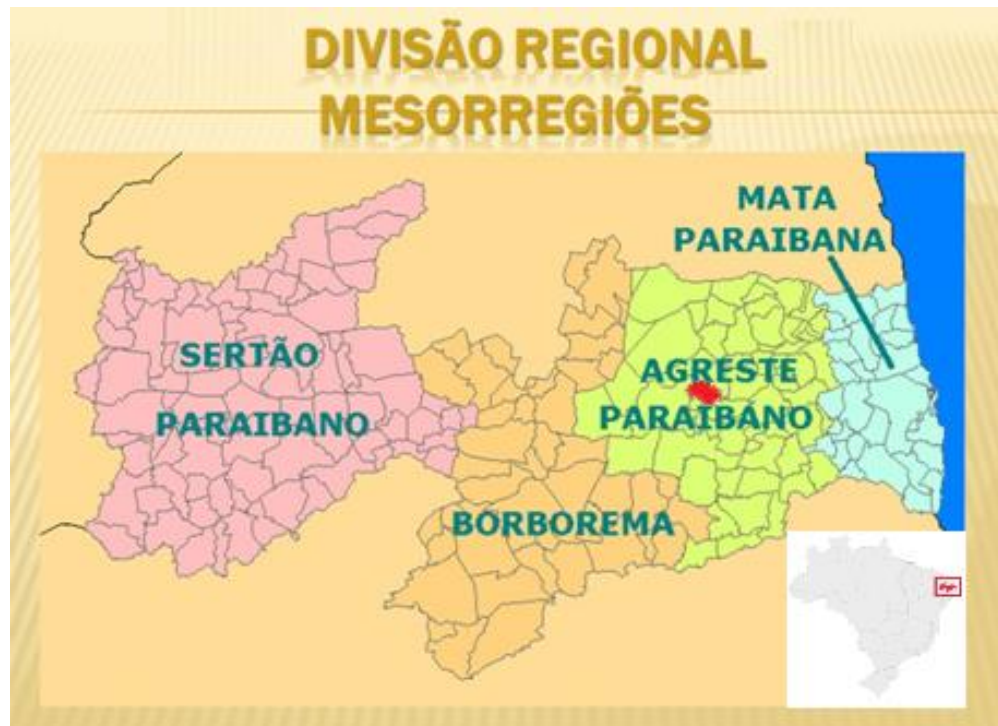 DIVISÃO REGIONAL
MESORREGIÕES
MATA
PARAIBANA
SERTÃO
PARAIBANO
AGRESTE
PARAIBANO
BORBOREMA